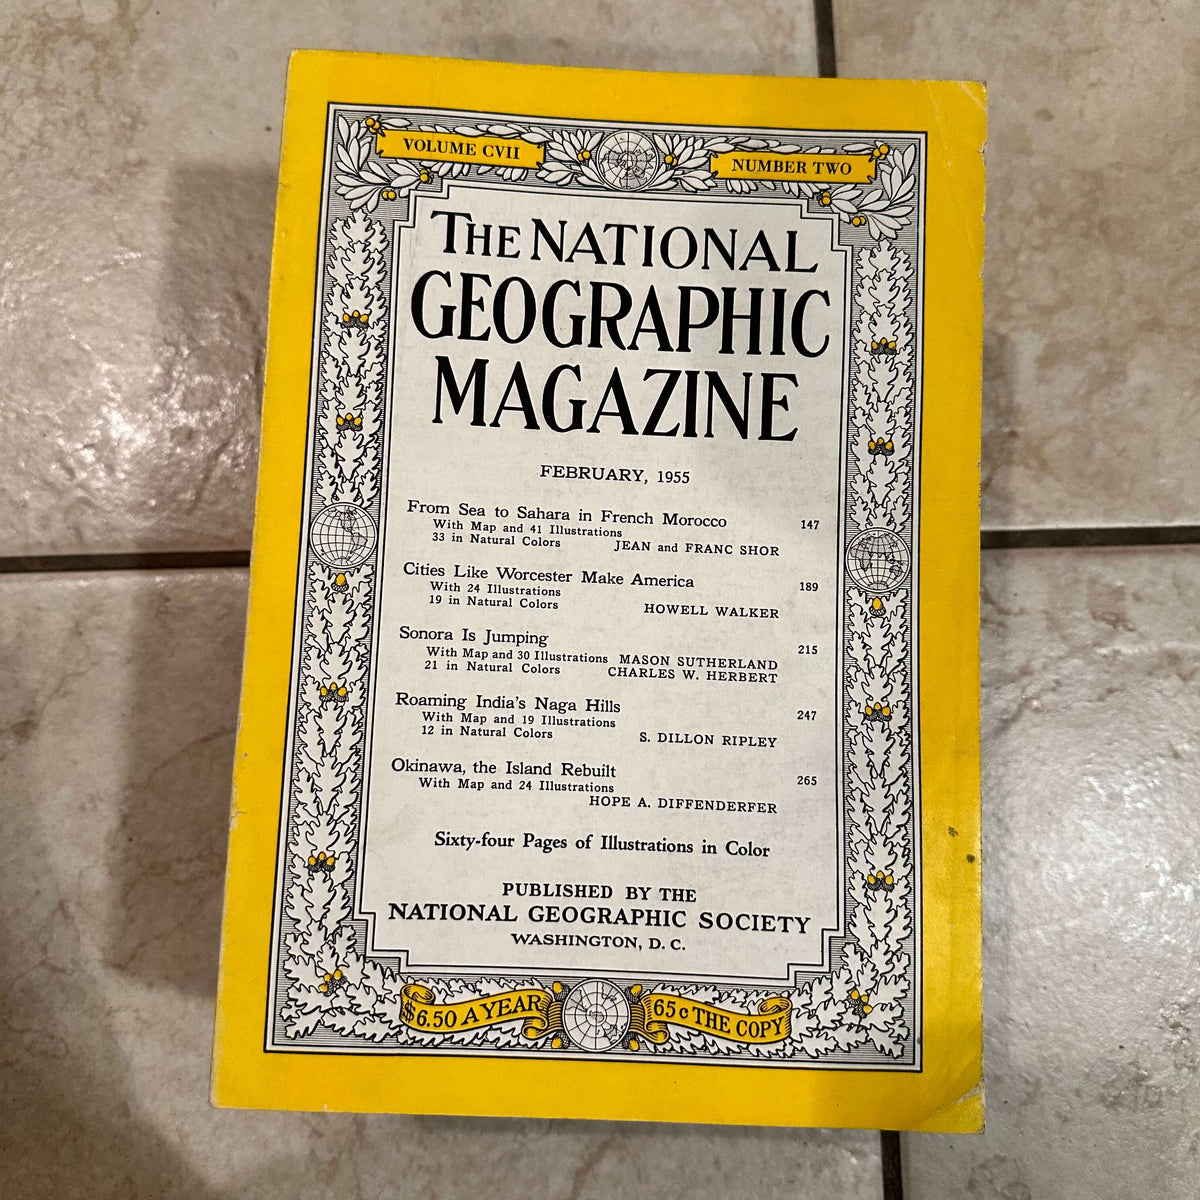 VOLUME CVII
NUMBER TWO
THE NATIONAL
GEOGRAPHIC
MAGAZINE
FEBRUARY, 1955
From Sea to Sahara in French Morocco 147
With Map and 41 Illustrations
33 in Natural Colors JEAN and FRANC SHOR
Cities Like Worcester Make America 189
With 24 Illustrations
19 in Natural Colors HOWELL WALKER
Sonora Is Jumping 215
With Map and 30 Illustrations MASON SUTHERLAND
21 in Natural Colors CHARLES W. HERBERT
Roaming India's Naga Hills 247
With Map and 19 Illustrations
12 in Natural Colors S. DILLON RIPLEY
Okinawa, the Island Rebuilt 265
With Map and 24 Illustrations
HOPE A. DIFFENDERFER
Sixty-four Pages of Illustrations in Color
PUBLISHED BY THE
NATIONAL GEOGRAPHIC SOCIETY
WASHINGTON, D. C.
$6.50 A YEAR
65c THE COPY